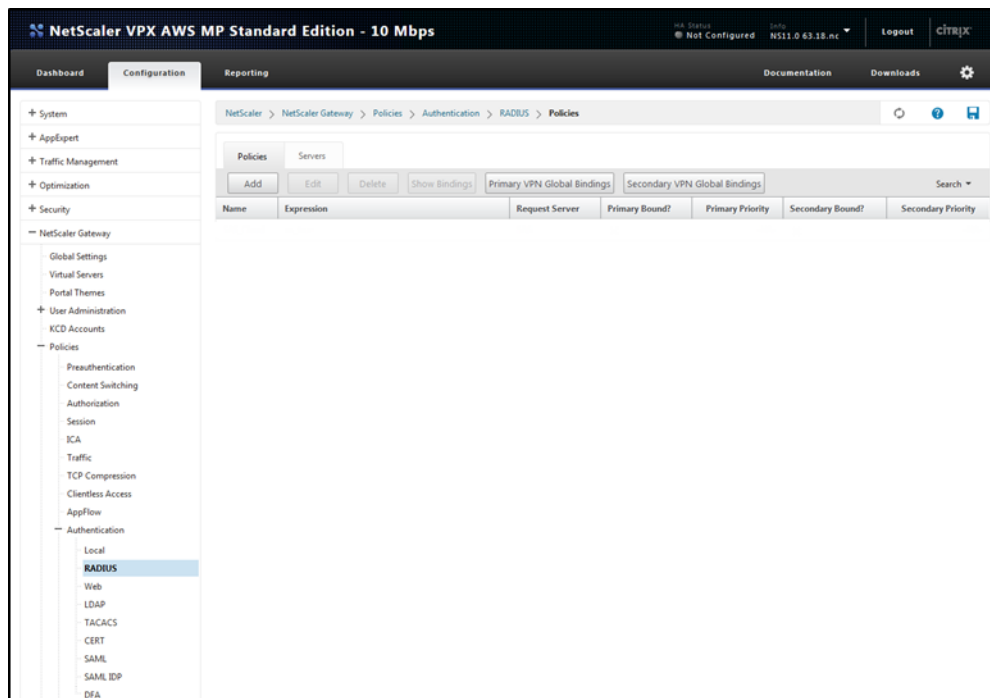 NetScaler VPX AWS MP Standard Edition - 10 Mbps
HA Status
Not Configured
Info
NS11.0 63.18.nc
Logout
CITRIX
Dashboard
Configuration
Reporting
Documentation
Downloads
+ System
+ AppExpert
+ Traffic Management
+ Optimization
+ Security
− NetScaler Gateway
Global Settings
Virtual Servers
Portal Themes
+ User Administration
KCD Accounts
− Policies
Preauthentication
Content Switching
Authorization
Session
ICA
Traffic
TCP Compression
Clientless Access
AppFlow
− Authentication
Local
RADIUS
Web
LDAP
TACACS
CERT
SAML
SAML IDP
DFA
NetScaler > NetScaler Gateway > Policies > Authentication > RADIUS > Policies
Policies
Servers
Add
Edit
Delete
Show Bindings
Primary VPN Global Bindings
Secondary VPN Global Bindings
Search
Name
Expression
Request Server
Primary Bound?
Primary Priority
Secondary Bound?
Secondary Priority